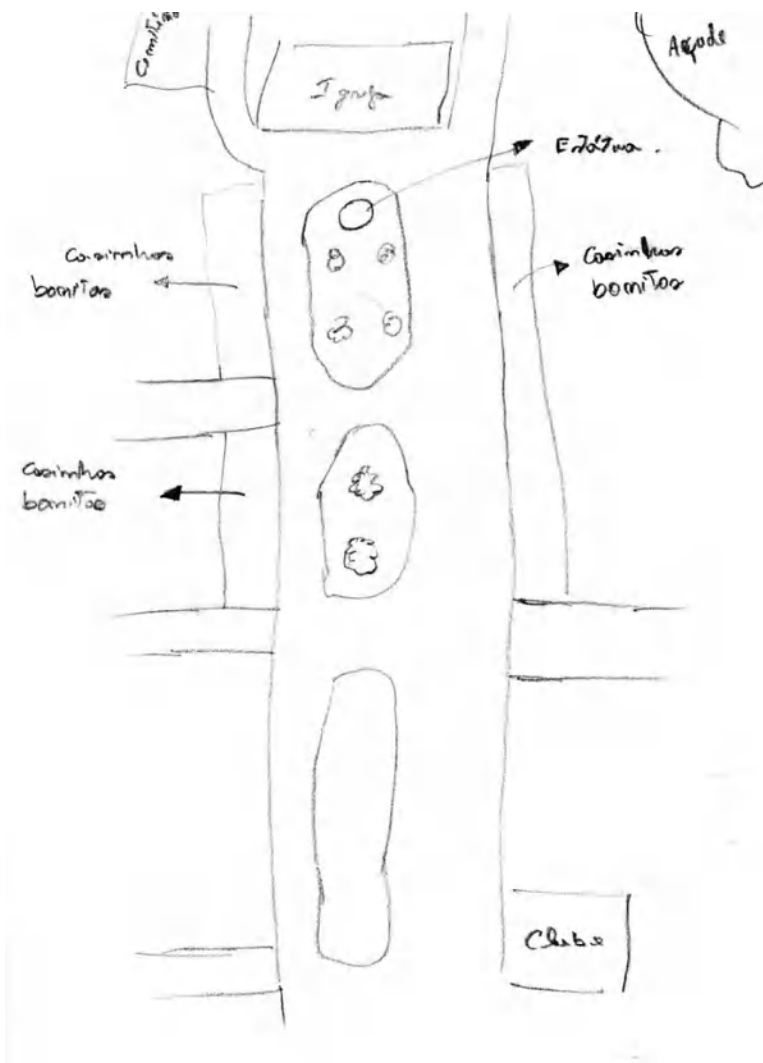 Igreja
Açude
Estátua.
Casinhas
bonitas
Casinhas
bonitas
Casinhas
bonitas
Clube